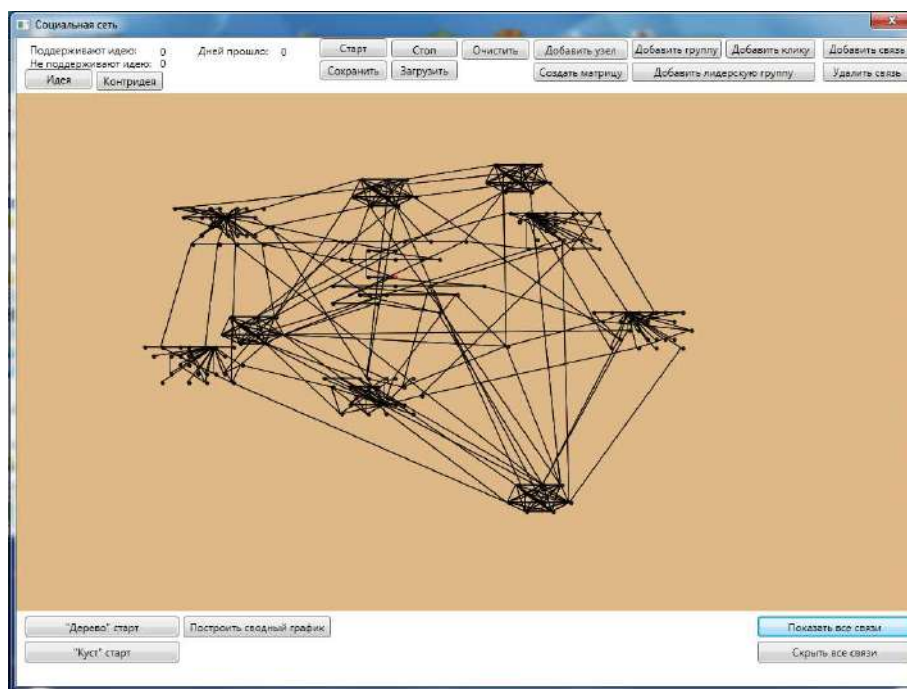 Социальная сеть
Поддерживают идею: 0 Дней прошло: 0 Старт Стоп Очистить Добавить узел Добавить группу Добавить клику Добавить связь
Не поддерживают идею: 0 Сохранить Загрузить Создать матрицу Добавить лидерскую группу Удалить связь
Идея Контридея
"Дерево" старт Построить сводный график Показать все связи
"Куст" старт Скрыть все связи